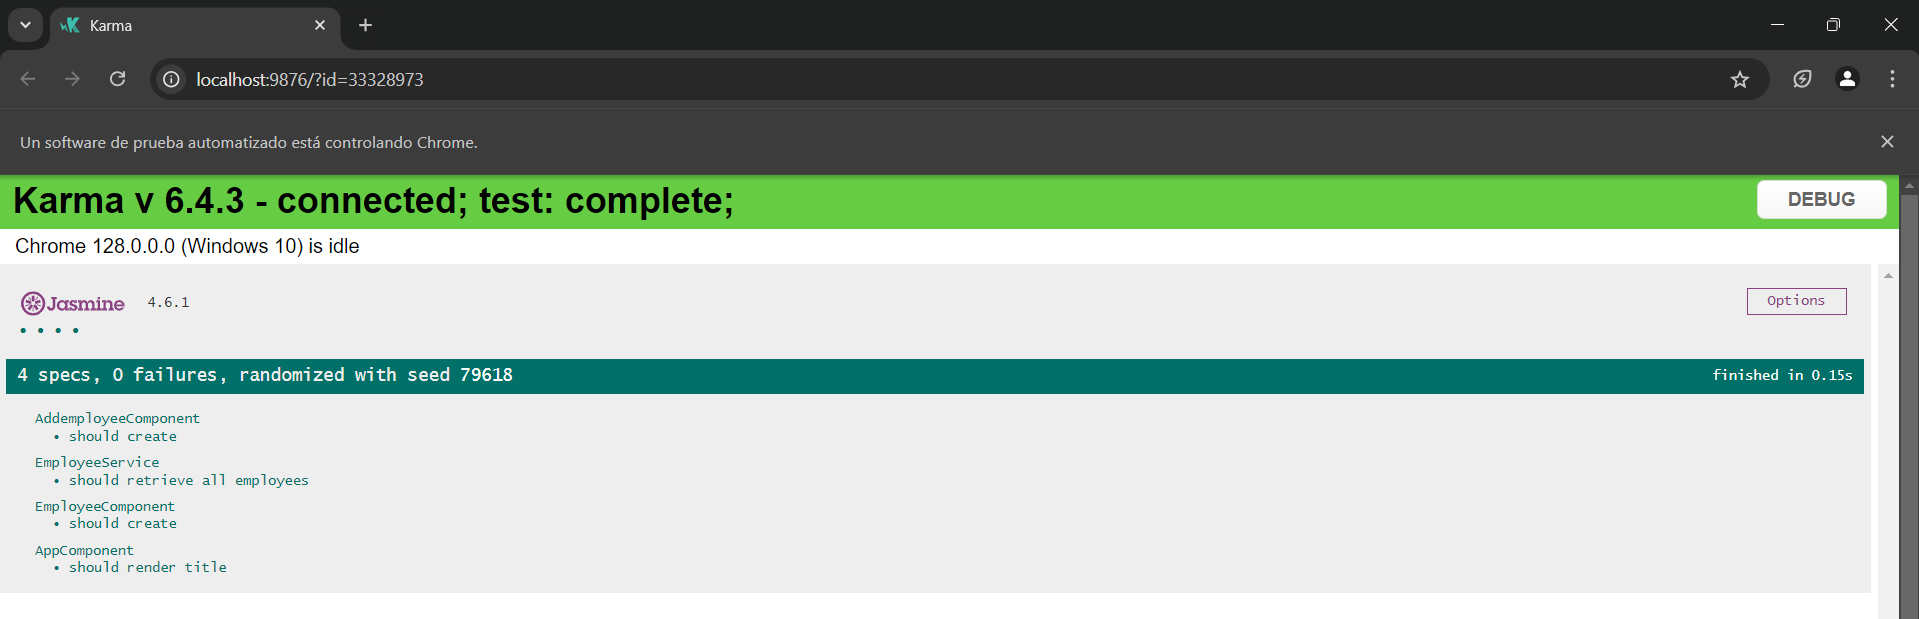 Karma
localhost:9876/?id=33328973
Un software de prueba automatizado está controlando Chrome.
Karma v 6.4.3 - connected; test: complete;
DEBUG
Chrome 128.0.0.0 (Windows 10) is idle
Jasmine 4.6.1
Options
4 specs, 0 failures, randomized with seed 79618
finished in 0.15s
AddemployeeComponent
• should create
EmployeeService
• should retrieve all employees
EmployeeComponent
• should create
AppComponent
• should render title